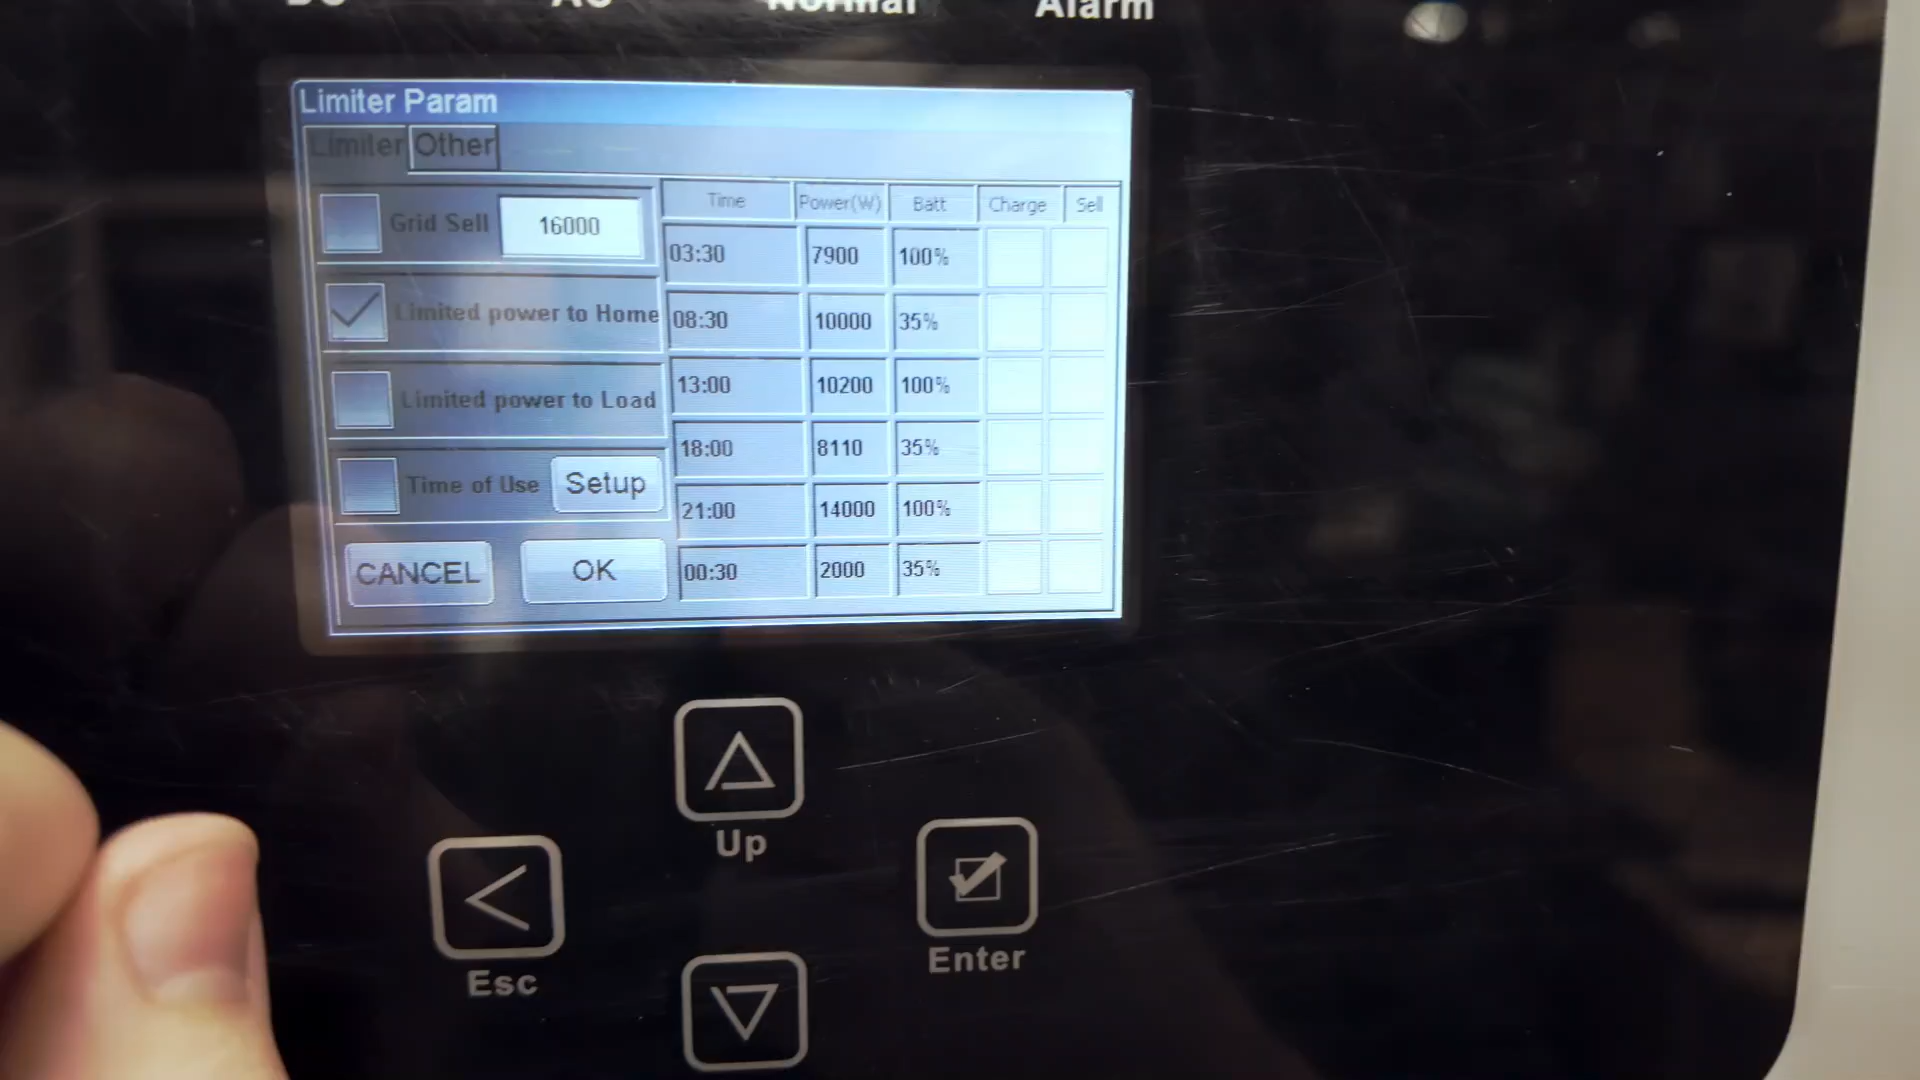 DC AC Normal Alarm
Limiter Param
Limiter Other
Time Power(W) Batt Charge Sell
Grid Sell 16000
03:30 7900 100%
Limited power to Home
08:30 10000 35%
Limited power to Load
13:00 10200 100%
18:00 8110 35%
Time of Use Setup
21:00 14000 100%
CANCEL OK
00:30 2000 35%
Up
Esc
Enter